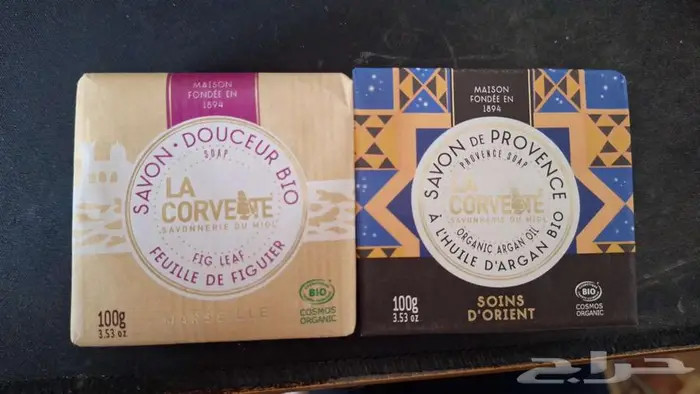 MAISON
FONDÉE EN
1894
SAVON • DOUCEUR BIO
SOAP
LA
CORVETTE
SAVONNERIE DU MIDI
FIG LEAF
FEUILLE DE FIGUIER
100g
3.53 oz
MARSEILLE
BIO
COSMOS
ORGANIC
MAISON
FONDÉE EN
1894
SAVON DE PROVENCE
PROVENCE SOAP
LA
CORVETTE
SAVONNERIE DU MIDI
ORGANIC ARGAN OIL
À L'HUILE D'ARGAN BIO
100g
3.53 oz
SOINS
D'ORIENT
BIO
COSMOS
ORGANIC
حراج